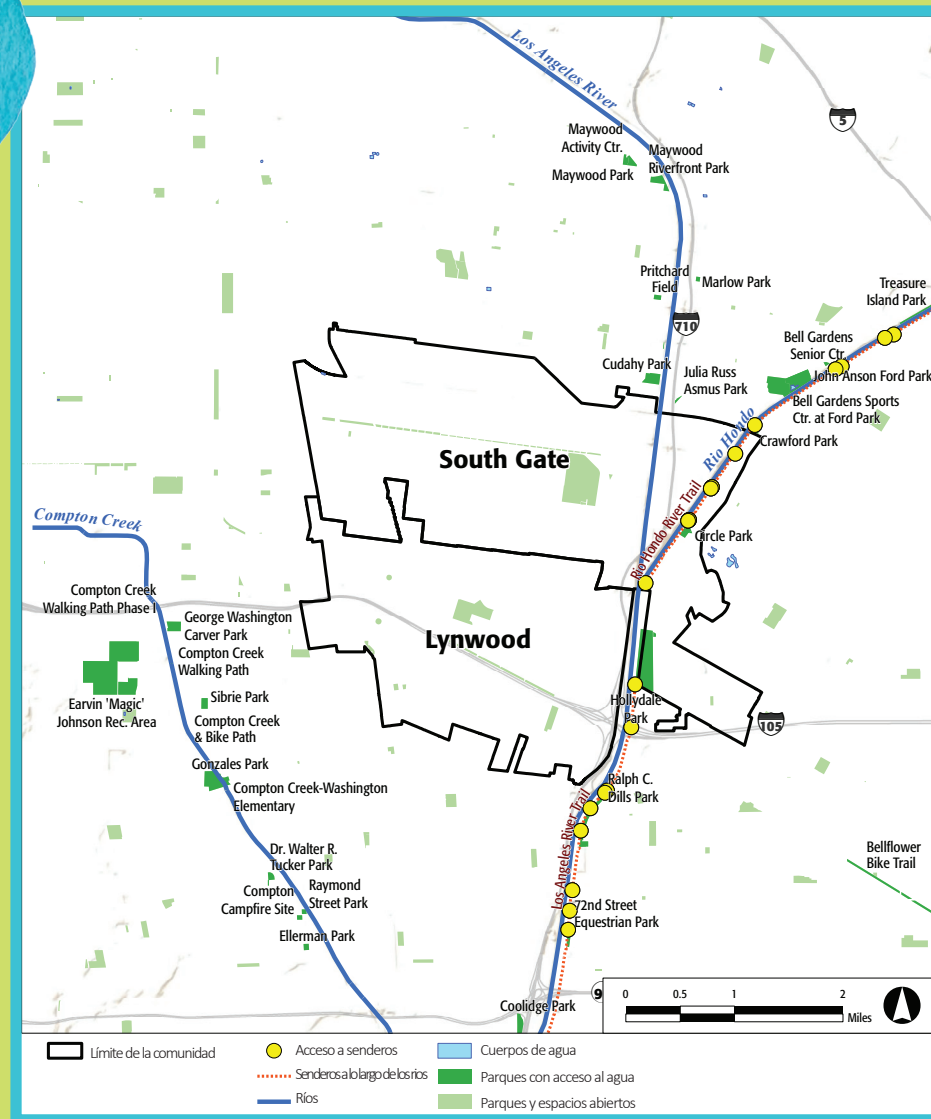 Los Angeles River
5
Maywood
Activity Ctr.
Maywood
Riverfront Park
Maywood Park
Pritchard
Field
Marlow Park
Treasure
Island Park
710
Bell Gardens
Senior Ctr.
Cudahy Park
Julia Russ
Asmus Park
John Anson Ford Park
Bell Gardens Sports
Ctr. at Ford Park
Rio Hondo
Crawford Park
South Gate
Rio Hondo River Trail
Compton Creek
Circle Park
Compton Creek
Walking Path Phase I
George Washington
Carver Park
Lynwood
Compton Creek
Walking Path
Earvin 'Magic'
Johnson Rec. Area
Sibrie Park
Hollydale
Park
105
Compton Creek
& Bike Path
Gonzales Park
Compton Creek-Washington
Elementary
Ralph C.
Dills Park
Los Angeles River Trail
Dr. Walter R.
Tucker Park
Bellflower
Bike Trail
Compton
Campfire Site
Raymond
Street Park
72nd Street
Equestrian Park
Ellerman Park
Coolidge Park
9
0 0.5 1 2
Miles
Límite de la comunidad
Acceso a senderos
Senderos a lo largo de los rios
Ríos
Cuerpos de agua
Parques con acceso al agua
Parques y espacios abiertos